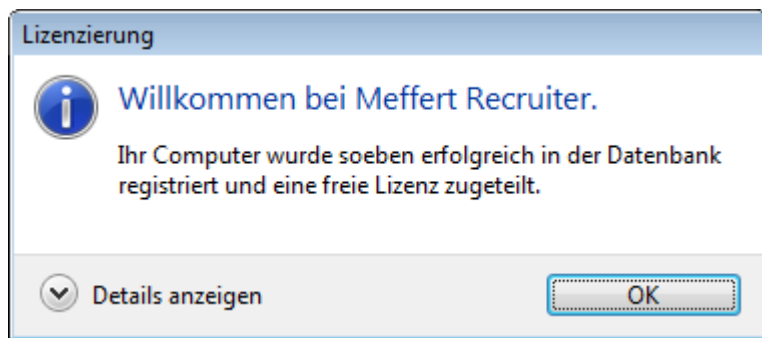 Lizenzierung
Willkommen bei Meffert Recruiter.
Ihr Computer wurde soeben erfolgreich in der Datenbank
registriert und eine freie Lizenz zugeteilt.
Details anzeigen
OK